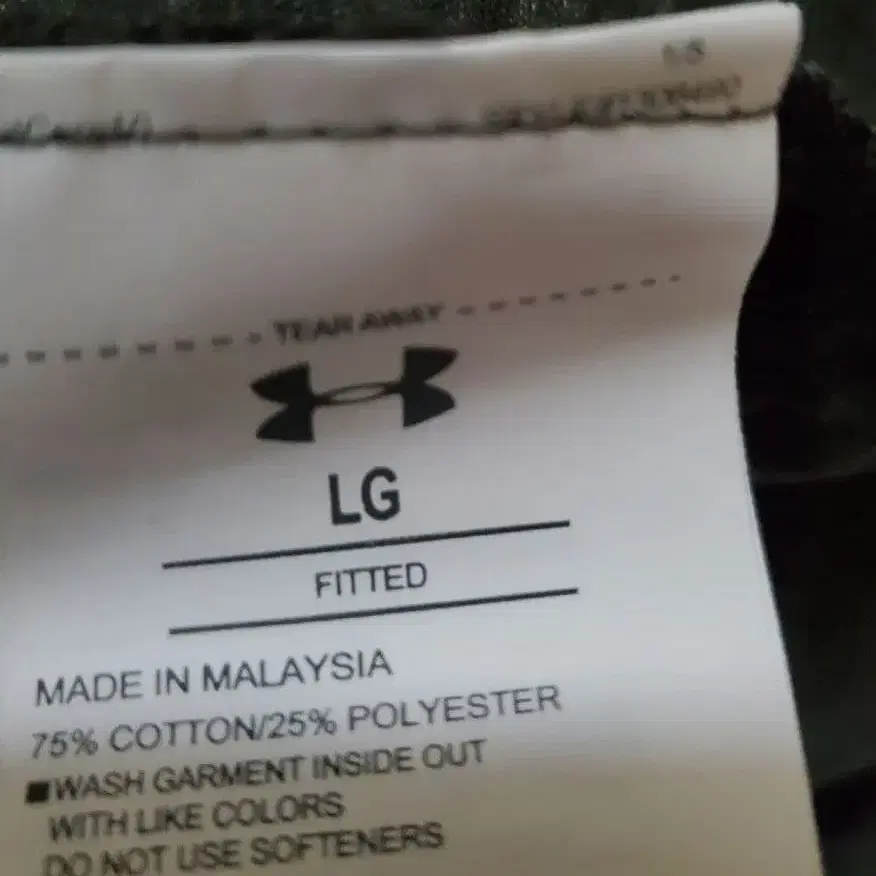 TEAR AWAY
LG
FITTED
MADE IN MALAYSIA
75% COTTON/25% POLYESTER
■WASH GARMENT INSIDE OUT
WITH LIKE COLORS
DO NOT USE SOFTENERS